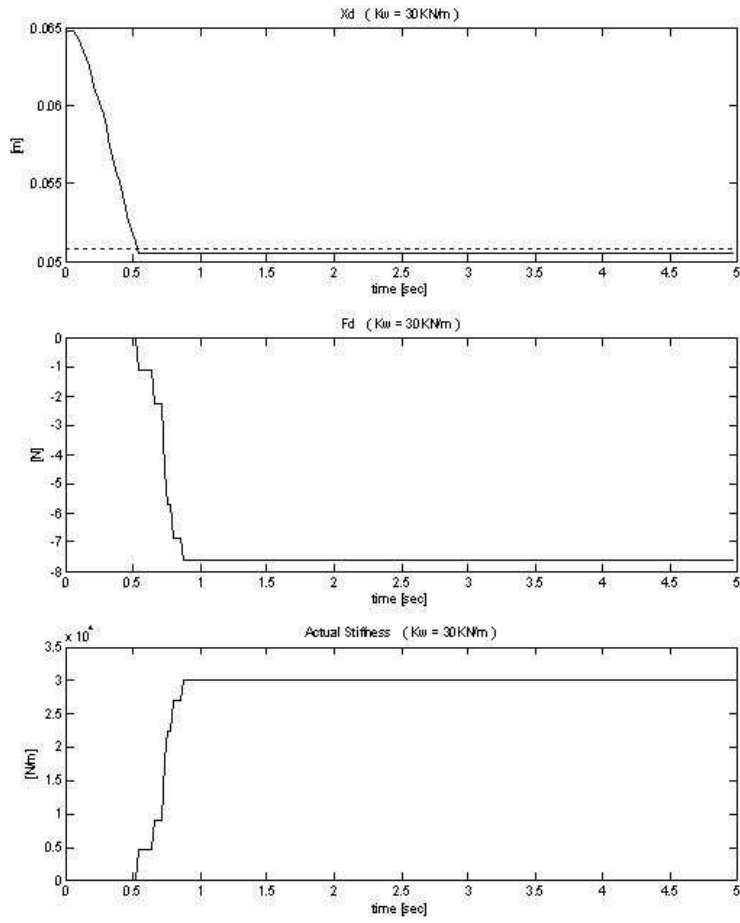 Xd ( Kw = 30KN/m )
0.065
0.06
0.055
0.05
[m]
0 0.5 1 1.5 2 2.5 3 3.5 4 4.5 5
time [sec]
Fd ( Kw = 30KN/m )
0
-1
-2
-3
-4
-5
-6
-7
-8
[N]
0 0.5 1 1.5 2 2.5 3 3.5 4 4.5 5
time [sec]
Actual Stiffness ( Kw = 30KN/m )
x 10^4
3.5
3
2.5
2
1.5
1
0.5
0
[N/m]
0 0.5 1 1.5 2 2.5 3 3.5 4 4.5 5
time [sec]